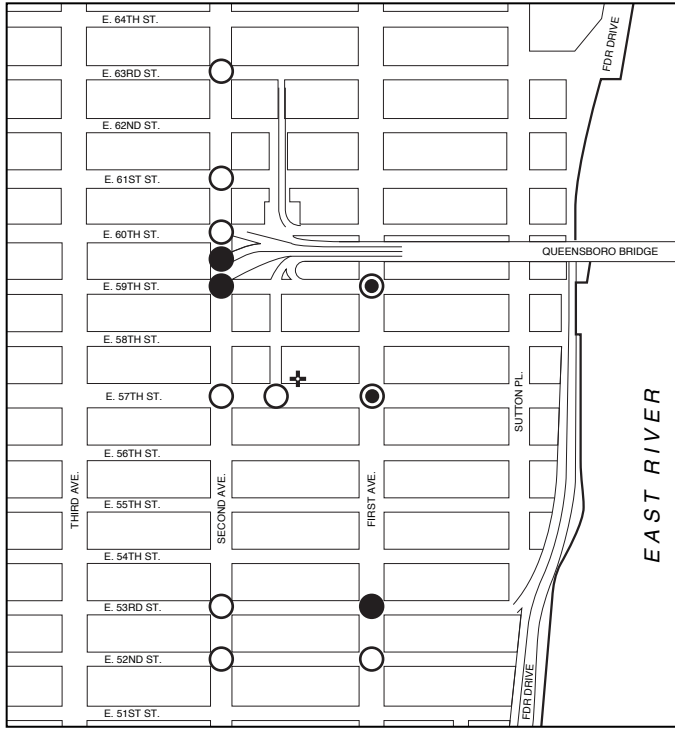 E. 64TH ST.
FDR DRIVE
E. 63RD ST.
E. 62ND ST.
E. 61ST ST.
E. 60TH ST.
QUEENSBORO BRIDGE
E. 59TH ST.
E. 58TH ST.
E. 57TH ST.
SUTTON PL.
EAST RIVER
E. 56TH ST.
THIRD AVE.
SECOND AVE.
FIRST AVE.
E. 55TH ST.
E. 54TH ST.
E. 53RD ST.
E. 52ND ST.
FDR DRIVE
E. 51ST ST.